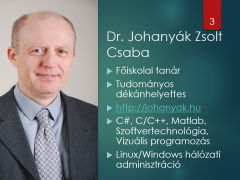 3
Dr. Johanyák Zsolt
Csaba
Főiskolai tanár
Tudományos
dékánhelyettes
http://johanyak.hu
C#, C/C++, Matlab,
Szoftvertechnológia,
Vizuális programozás
Linux/Windows hálózati
adminisztráció